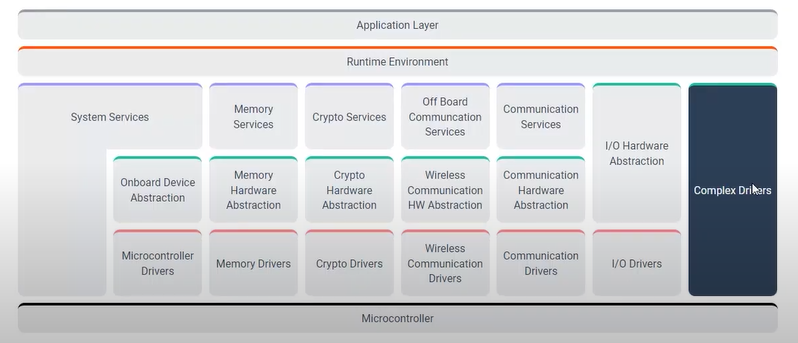 Application Layer
Runtime Environment
System Services
Memory
Services
Crypto Services
Off Board
Communcation
Services
Communication
Services
I/O Hardware
Abstraction
Complex Drivers
Onboard Device
Abstraction
Memory
Hardware
Abstraction
Crypto
Hardware
Abstraction
Wireless
Communication
HW Abstraction
Communication
Hardware
Abstraction
Microcontroller
Drivers
Memory Drivers
Crypto Drivers
Wireless
Communication
Drivers
Communication
Drivers
I/O Drivers
Microcontroller